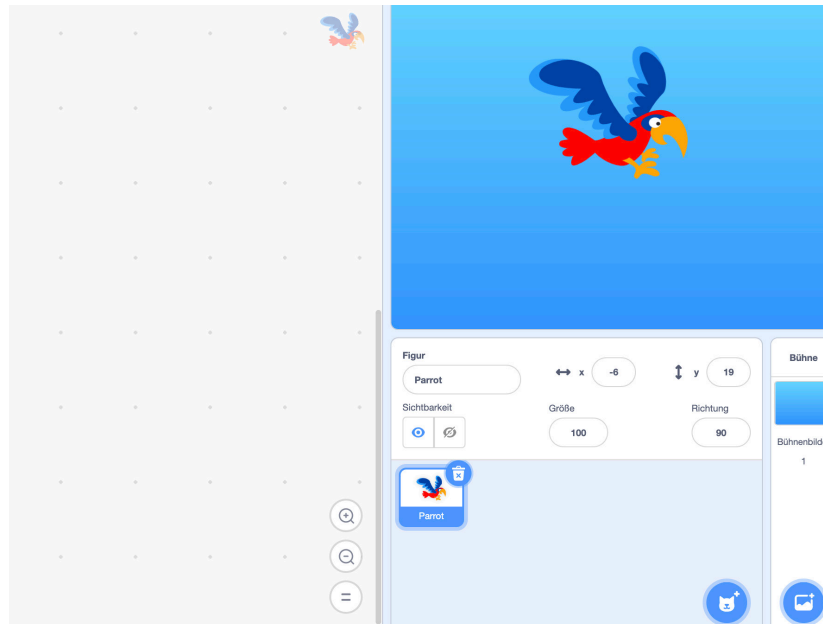 Figur
Parrot
x
-6
y
19
Sichtbarkeit
Größe
100
Richtung
90
Parrot
Bühne
Bühnenbild
1